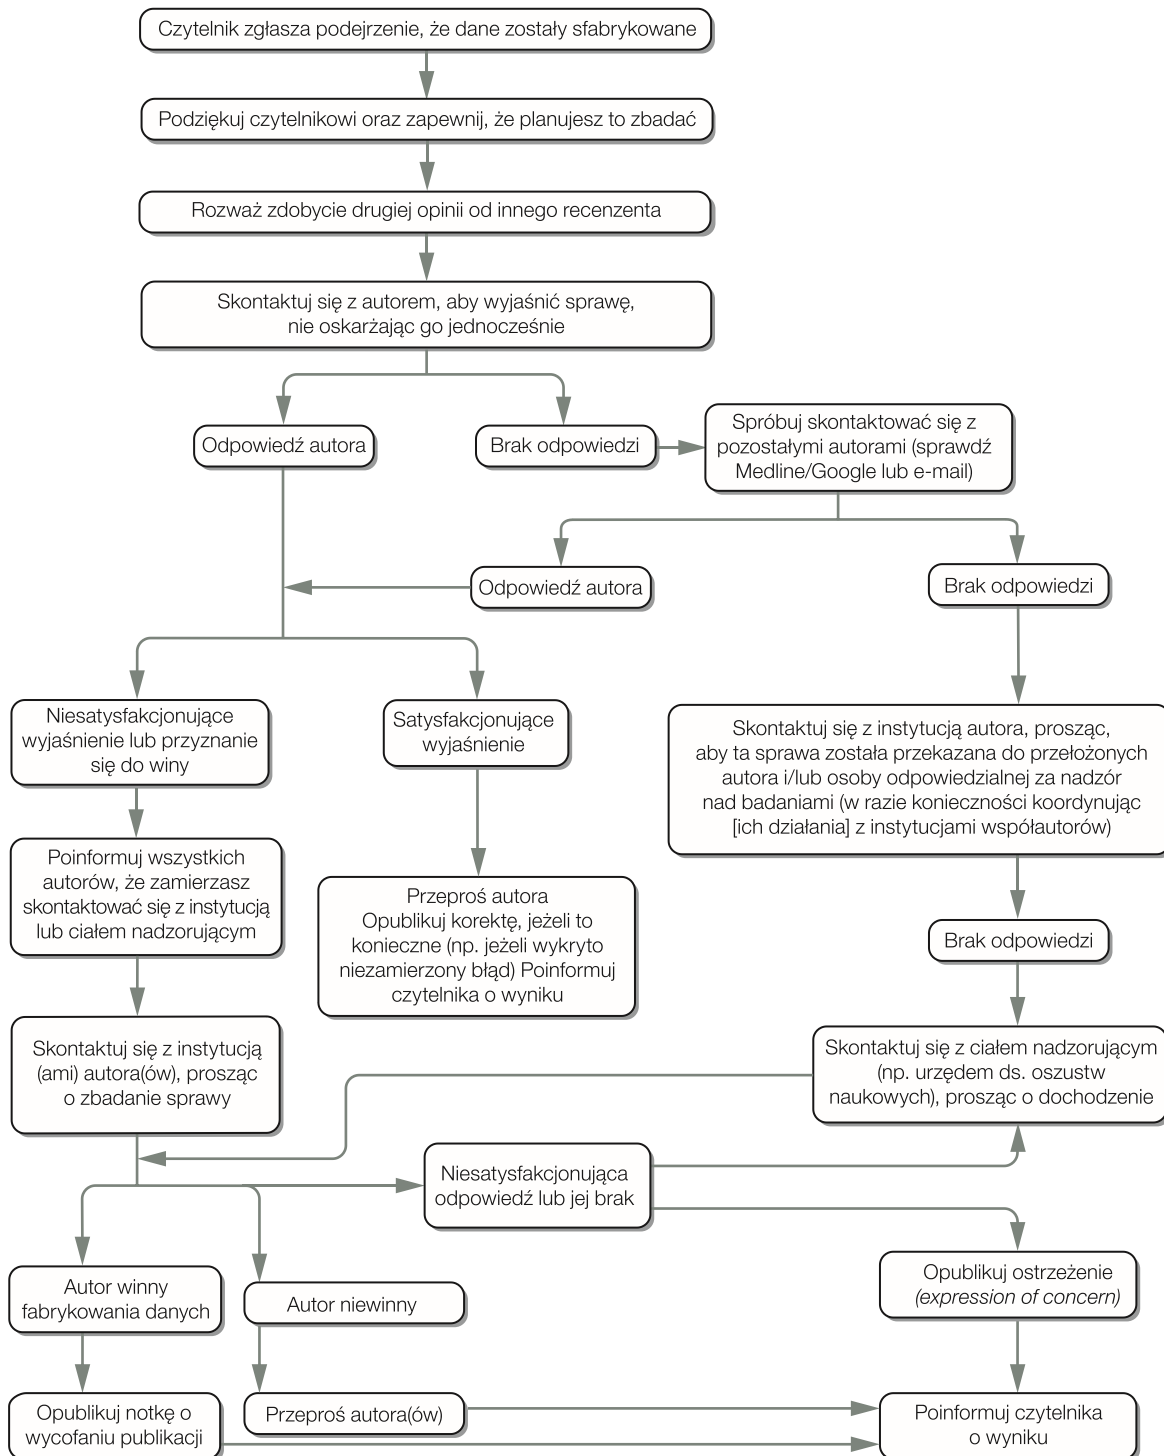 Czytelnik zgłasza podejrzenie, że dane zostały sfabrykowane
Podziękuj czytelnikowi oraz zapewnij, że planujesz to zbadać
Rozważ zdobycie drugiej opinii od innego recenzenta
Skontaktuj się z autorem, aby wyjaśnić sprawę,
nie oskarżając go jednocześnie
Odpowiedź autora
Brak odpowiedzi
Spróbuj skontaktować się z
pozostałymi autorami (sprawdź
Medline/Google lub e-mail)
Odpowiedź autora
Brak odpowiedzi
Niesatysfakcjonujące
wyjaśnienie lub przyznanie
się do winy
Satysfakcjonujące
wyjaśnienie
Skontaktuj się z instytucją autora, prosząc,
aby ta sprawa została przekazana do przełożonych
autora i/lub osoby odpowiedzialnej za nadzór
nad badaniami (w razie konieczności koordynując
[ich działania] z instytucjami współautorów)
Poinformuj wszystkich
autorów, że zamierzasz
skontaktować się z instytucją
lub ciałem nadzorującym
Przeproś autora
Opublikuj korektę, jeżeli to
konieczne (np. jeżeli wykryto
niezamierzony błąd) Poinformuj
czytelnika o wyniku
Brak odpowiedzi
Skontaktuj się z instytucją
(ami) autora(ów), prosząc
o zbadanie sprawy
Skontaktuj się z ciałem nadzorującym
(np. urzędem ds. oszustw
naukowych), prosząc o dochodzenie
Niesatysfakcjonująca
odpowiedź lub jej brak
Autor winny
fabrykowania danych
Autor niewinny
Opublikuj ostrzeżenie
(expression of concern)
Opublikuj notkę o
wycofaniu publikacji
Przeproś autora(ów)
Poinformuj czytelnika
o wyniku